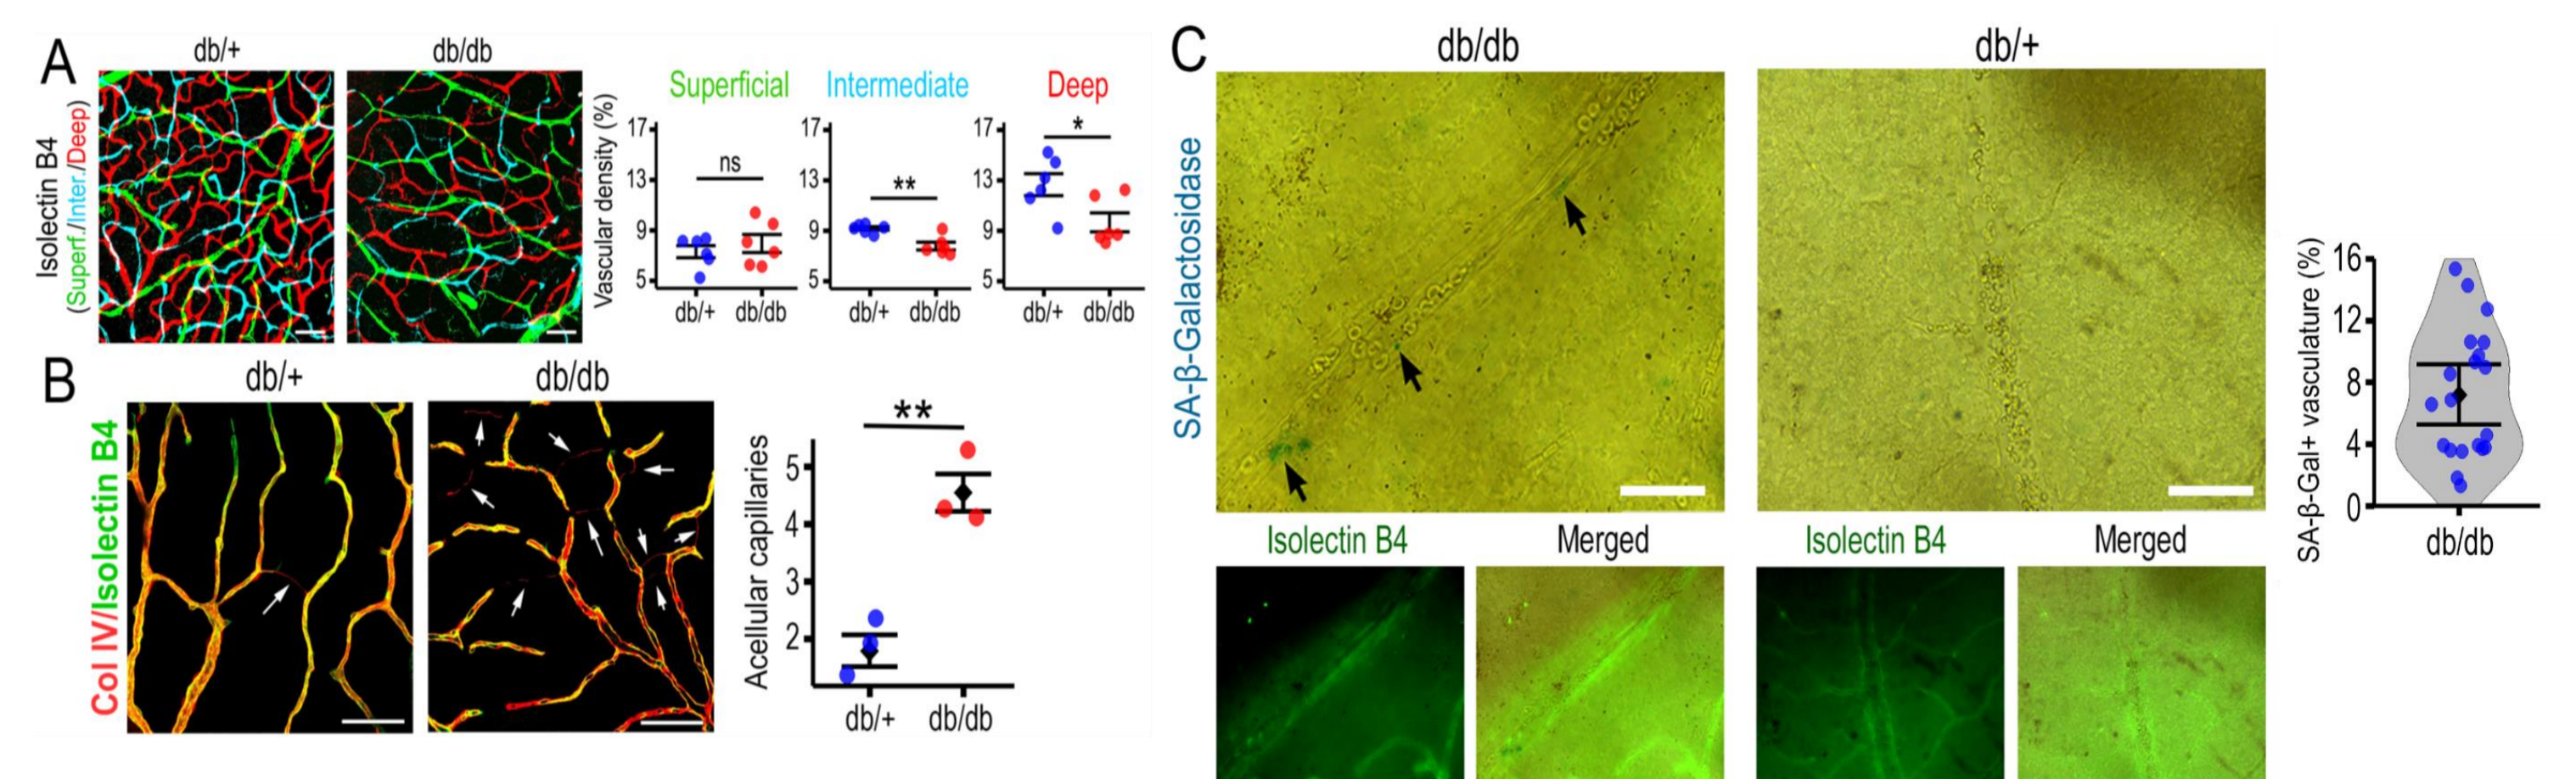 A
db/+
db/db
Isolectin B4
(Superf./Inter./Deep)
Vascular density (%)
Superficial
17
13
9
5
ns
db/+
db/db
Intermediate
17
13
9
5
**
db/+
db/db
Deep
17
13
9
5
*
db/+
db/db
B
db/+
db/db
Col IV/Isolectin B4
Acellular capillaries
5
4
3
2
**
db/+
db/db
C
db/db
db/+
SA-β-Galactosidase
Isolectin B4
Merged
Isolectin B4
Merged
SA-β-Gal+ vasculature (%)
16
12
8
4
0
db/db